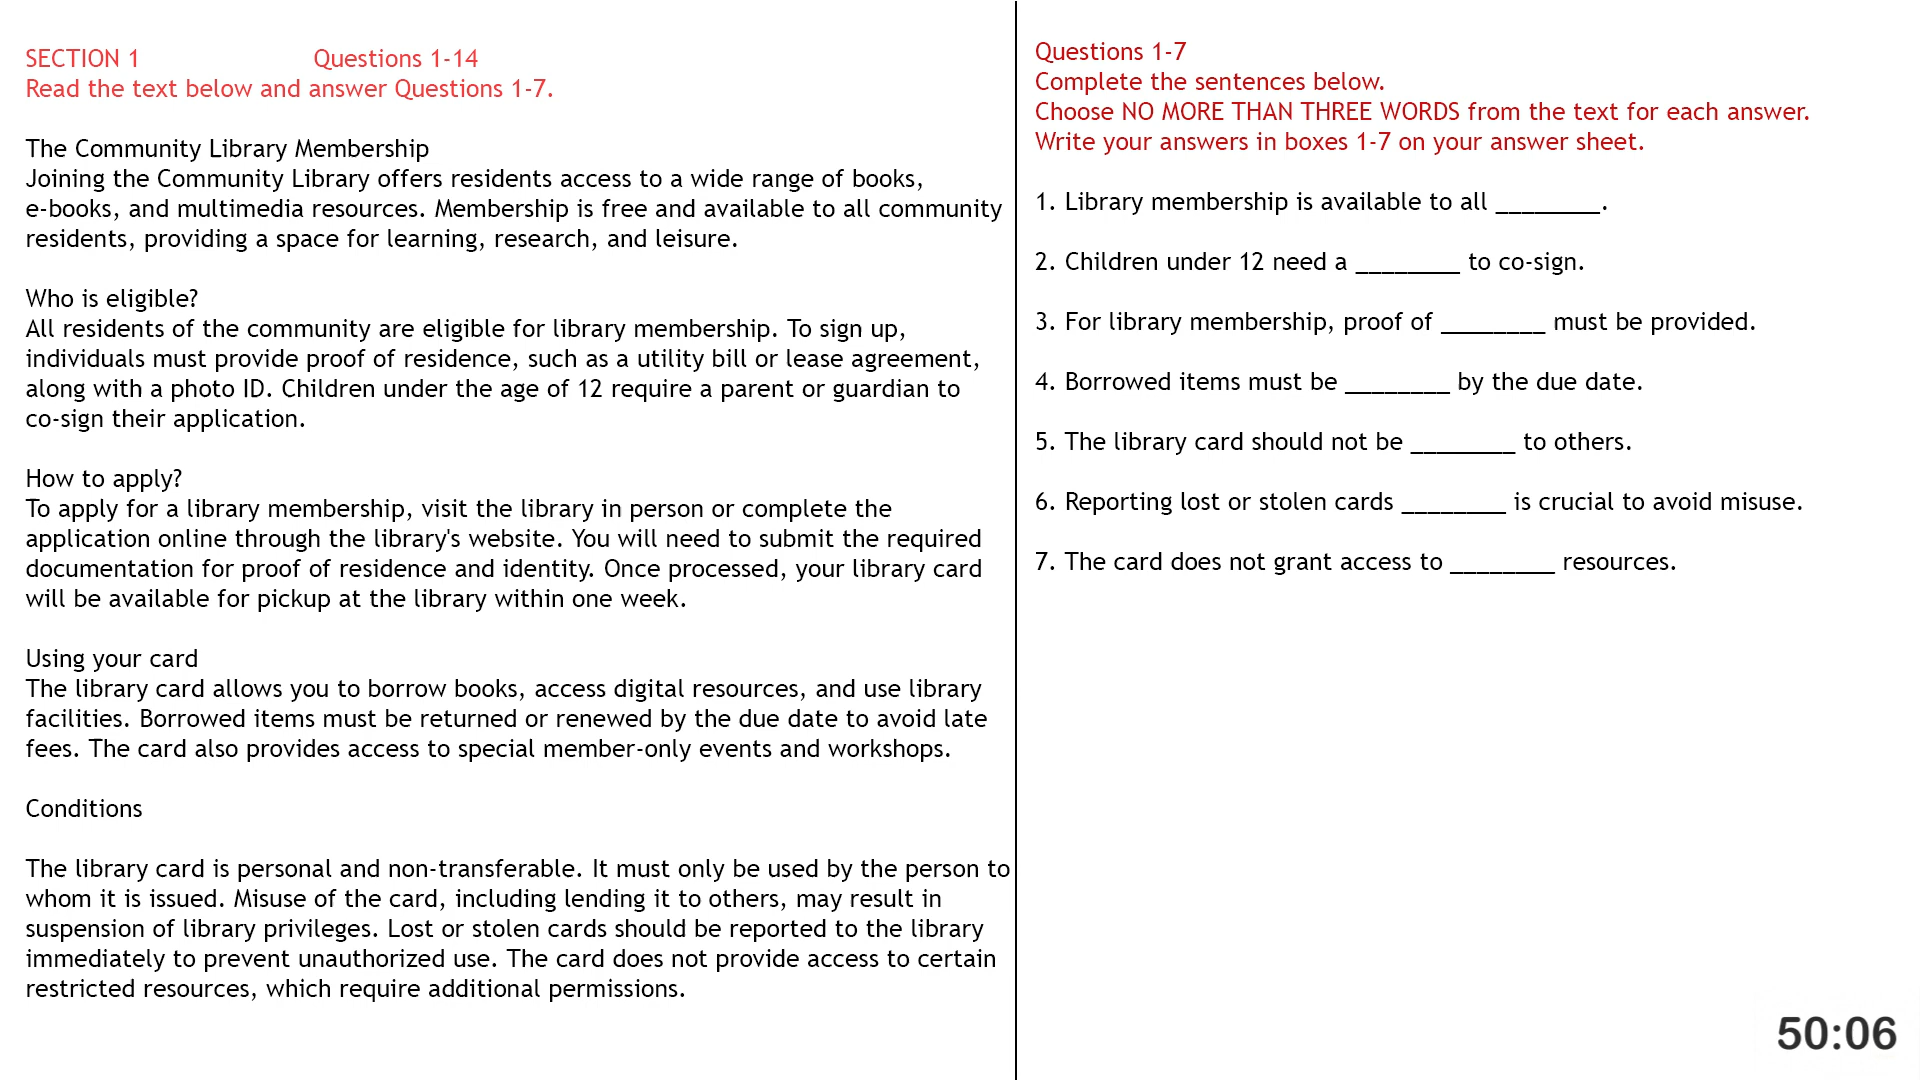 SECTION 1 Questions 1-14
Read the text below and answer Questions 1-7.
The Community Library Membership
Joining the Community Library offers residents access to a wide range of books,
e-books, and multimedia resources. Membership is free and available to all community
residents, providing a space for learning, research, and leisure.
Who is eligible?
All residents of the community are eligible for library membership. To sign up,
individuals must provide proof of residence, such as a utility bill or lease agreement,
along with a photo ID. Children under the age of 12 require a parent or guardian to
co-sign their application.
How to apply?
To apply for a library membership, visit the library in person or complete the
application online through the library's website. You will need to submit the required
documentation for proof of residence and identity. Once processed, your library card
will be available for pickup at the library within one week.
Using your card
The library card allows you to borrow books, access digital resources, and use library
facilities. Borrowed items must be returned or renewed by the due date to avoid late
fees. The card also provides access to special member-only events and workshops.
Conditions
The library card is personal and non-transferable. It must only be used by the person to
whom it is issued. Misuse of the card, including lending it to others, may result in
suspension of library privileges. Lost or stolen cards should be reported to the library
immediately to prevent unauthorized use. The card does not provide access to certain
restricted resources, which require additional permissions.
Questions 1-7
Complete the sentences below.
Choose NO MORE THAN THREE WORDS from the text for each answer.
Write your answers in boxes 1-7 on your answer sheet.
1. Library membership is available to all ________.
2. Children under 12 need a ________ to co-sign.
3. For library membership, proof of ________ must be provided.
4. Borrowed items must be ________ by the due date.
5. The library card should not be ________ to others.
6. Reporting lost or stolen cards ________ is crucial to avoid misuse.
7. The card does not grant access to ________ resources.
50:06